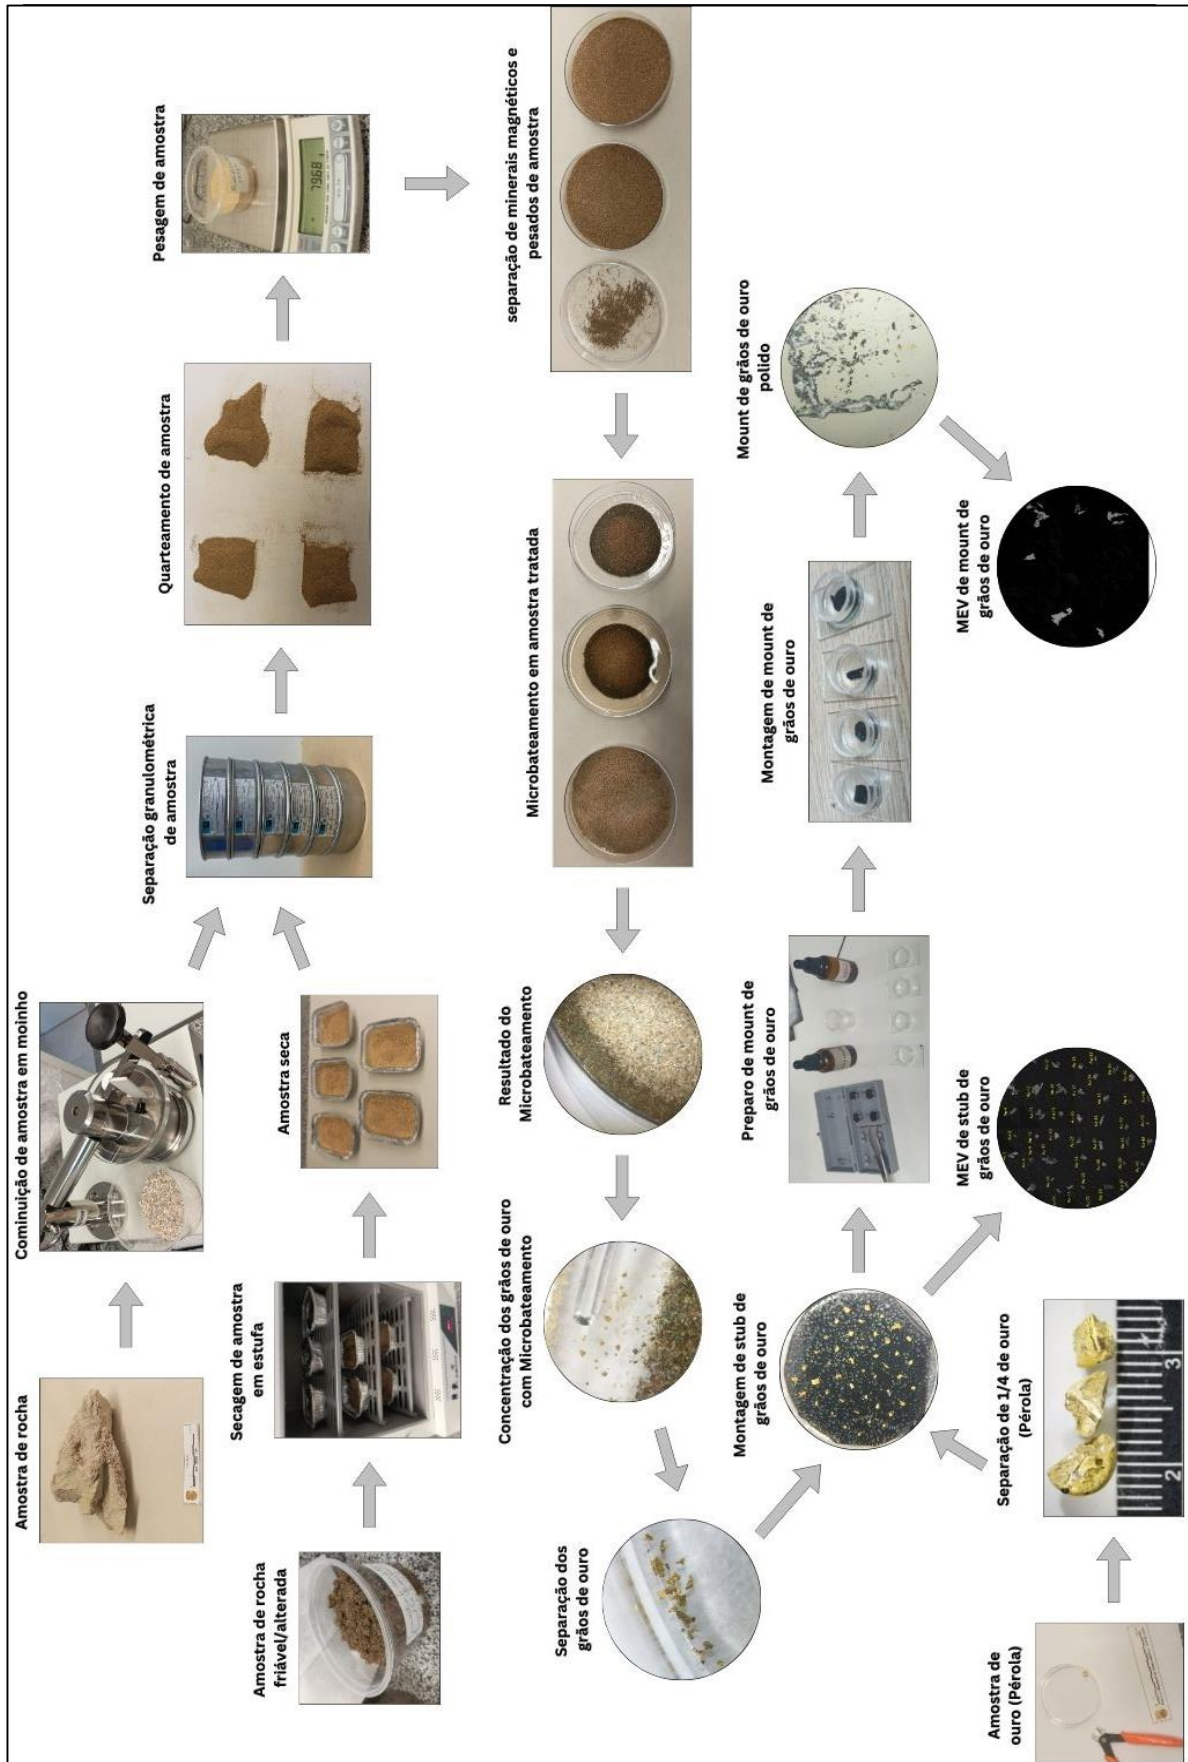 Amostra de rocha
Cominuição de amostra em moinho
Amostra de rocha
friável/alterada
Secagem de amostra
em estufa
Amostra seca
Separação granulométrica
de amostra
Quarteamento de amostra
Pesagem de amostra
79.68
separação de minerais magnéticos e
pesados de amostra
Microbateamento em amostra tratada
Resultado do
Microbateamento
Concentração dos grãos de ouro
com Microbateamento
Separação dos
grãos de ouro
Amostra de
ouro (Pérola)
Separação de 1/4 de ouro
(Pérola)
2
3
Montagem de stub de
grãos de ouro
MEV de stub de
grãos de ouro
Preparo de mount de
grãos de ouro
Montagem de mount de
grãos de ouro
Mount de grãos de ouro
polido
MEV de mount de
grãos de ouro